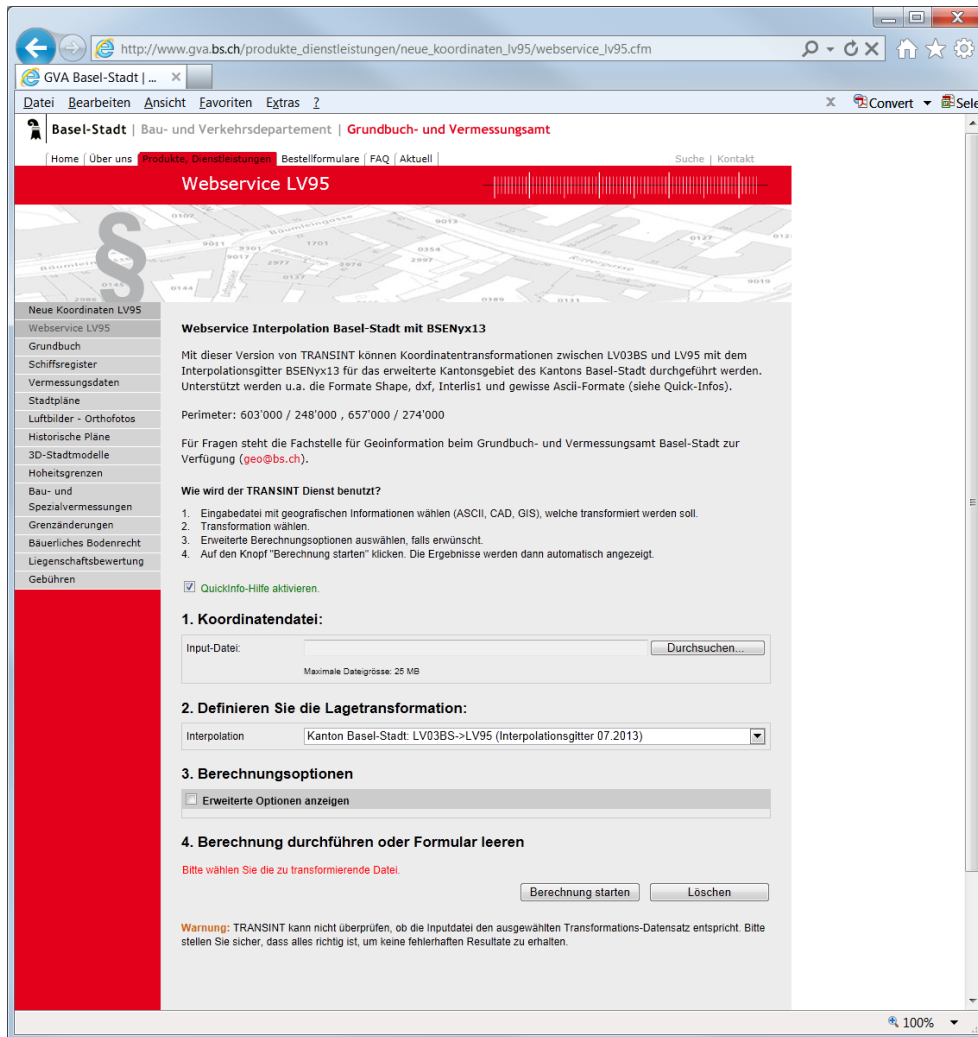 http://www.gva.bs.ch/produkte_dienstleistungen/neue_koordinaten_lv95/webservice_lv95.cfm
GVA Basel-Stadt | ...
Datei Bearbeiten Ansicht Favoriten Extras ?
x Convert Sele
Basel-Stadt | Bau- und Verkehrsdepartement | Grundbuch- und Vermessungsamt
Home Über uns Produkte, Dienstleistungen Bestellformulare FAQ Aktuell
Suche | Kontakt
Webservice LV95
§
Neue Koordinaten LV95
Webservice LV95
Grundbuch
Schiffsregister
Vermessungsdaten
Stadtpläne
Luftbilder - Orthofotos
Historische Pläne
3D-Stadtmodelle
Hoheitsgrenzen
Bau- und
Spezialvermessungen
Grenzänderungen
Bäuerliches Bodenrecht
Liegenschaftsbewertung
Gebühren
Webservice Interpolation Basel-Stadt mit BSENyx13
Mit dieser Version von TRANSINT können Koordinatentransformationen zwischen LV03BS und LV95 mit dem
Interpolationsgitter BSENyx13 für das erweiterte Kantonsgebiet des Kantons Basel-Stadt durchgeführt werden.
Unterstützt werden u.a. die Formate Shape, dxf, Interlis1 und gewisse Ascii-Formate (siehe Quick-Infos).
Perimeter: 603'000 / 248'000 , 657'000 / 274'000
Für Fragen steht die Fachstelle für Geoinformation beim Grundbuch- und Vermessungsamt Basel-Stadt zur
Verfügung (geo@bs.ch).
Wie wird der TRANSINT Dienst benutzt?
1. Eingabedatei mit geografischen Informationen wählen (ASCII, CAD, GIS), welche transformiert werden soll.
2. Transformation wählen.
3. Erweiterte Berechnungsoptionen auswählen, falls erwünscht.
4. Auf den Knopf "Berechnung starten" klicken. Die Ergebnisse werden dann automatisch angezeigt.
QuickInfo-Hilfe aktivieren.
1. Koordinatendatei:
Input-Datei: Durchsuchen...
Maximale Dateigrösse: 25 MB
2. Definieren Sie die Lagetransformation:
Interpolation Kanton Basel-Stadt: LV03BS->LV95 (Interpolationsgitter 07.2013)
3. Berechnungsoptionen
Erweiterte Optionen anzeigen
4. Berechnung durchführen oder Formular leeren
Bitte wählen Sie die zu transformierende Datei.
Berechnung starten Löschen
Warnung: TRANSINT kann nicht überprüfen, ob die Inputdatei den ausgewählten Transformations-Datensatz entspricht. Bitte
stellen Sie sicher, dass alles richtig ist, um keine fehlerhaften Resultate zu erhalten.
100%